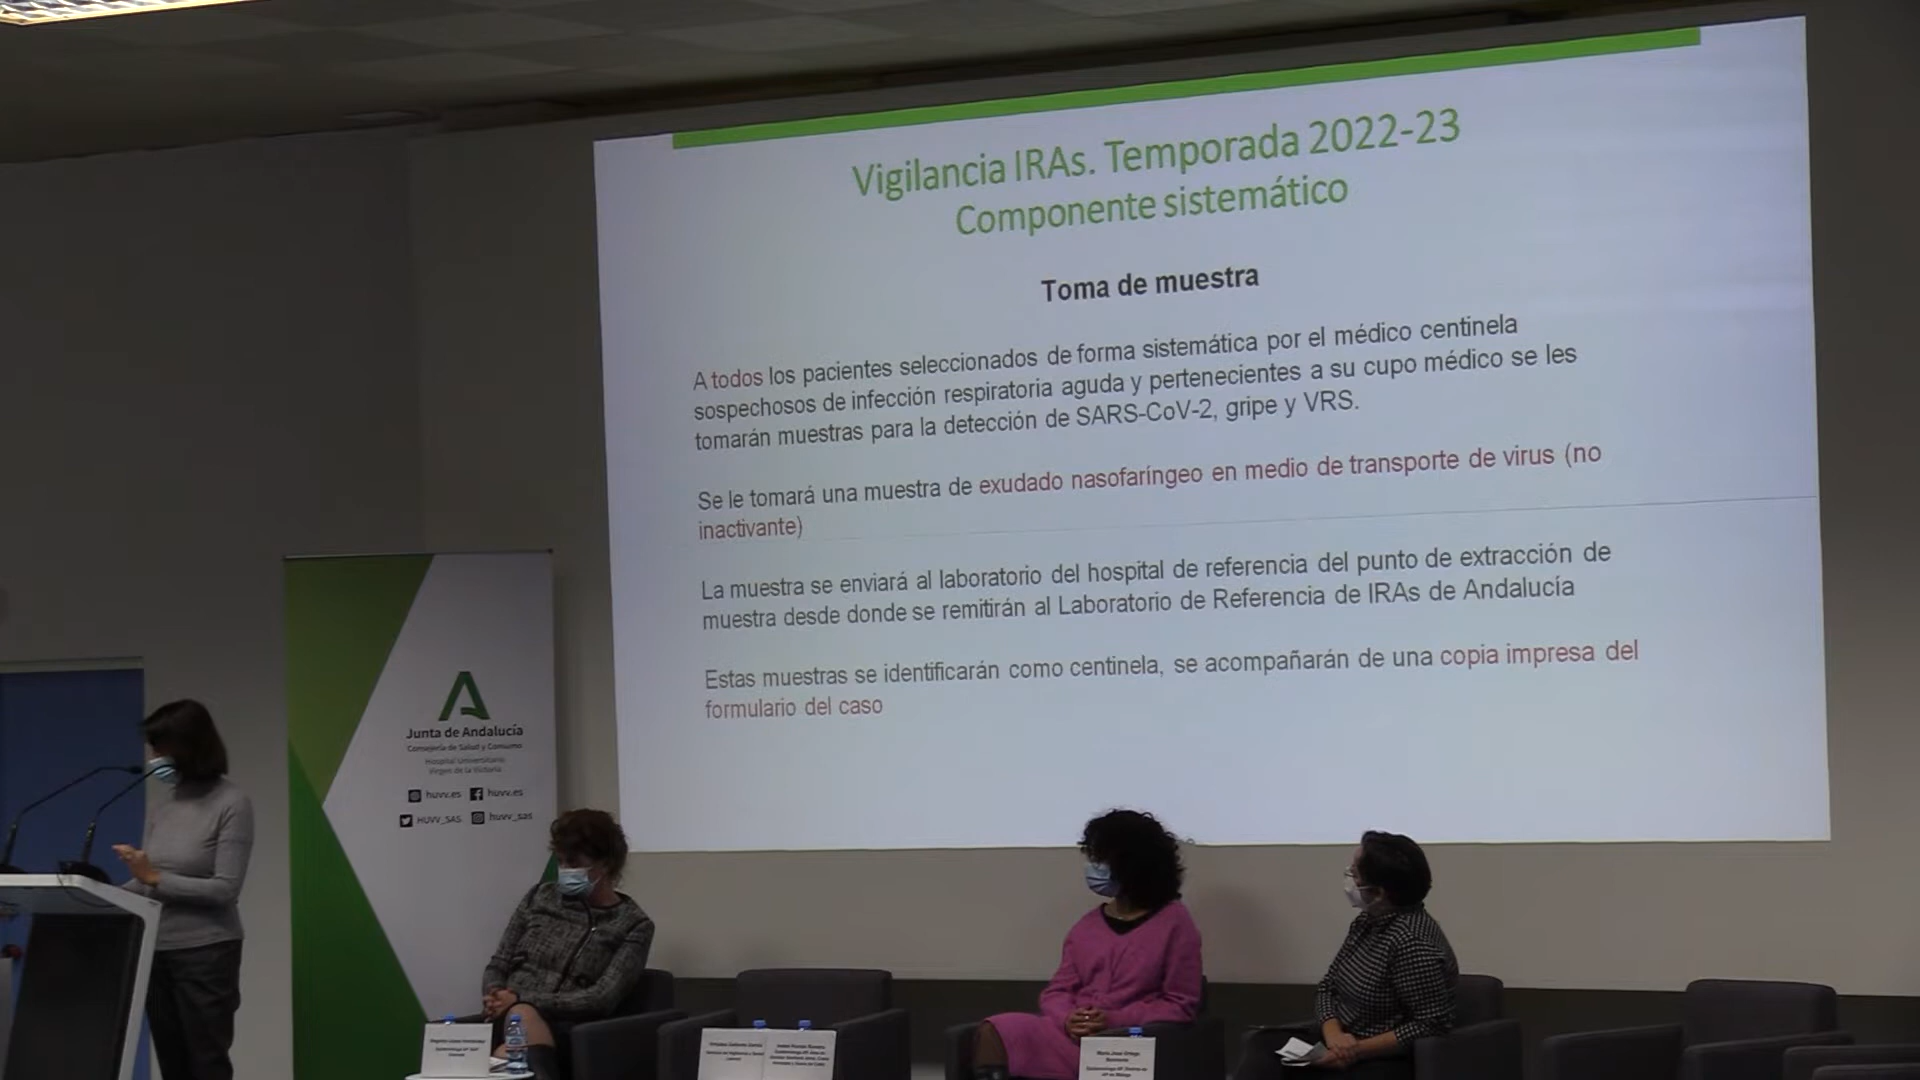 Vigilancia IRAs. Temporada 2022-23
Componente sistemático
Toma de muestra
A todos los pacientes seleccionados de forma sistemática por el médico centinela
sospechosos de infección respiratoria aguda y pertenecientes a su cupo médico se les
tomarán muestras para la detección de SARS-CoV-2, gripe y VRS.
Se le tomará una muestra de exudado nasofaríngeo en medio de transporte de virus (no
inactivante)
La muestra se enviará al laboratorio del hospital de referencia del punto de extracción de
muestra desde donde se remitirán al Laboratorio de Referencia de IRAs de Andalucía
Estas muestras se identificarán como centinela, se acompañarán de una copia impresa del
formulario del caso
Junta de Andalucía
Consejería de Salud y Consumo
Hospital Universitario
Virgen de la Victoria
huvv.es huvv.es
HUVV_SAS huvv_sas
María José Ortega